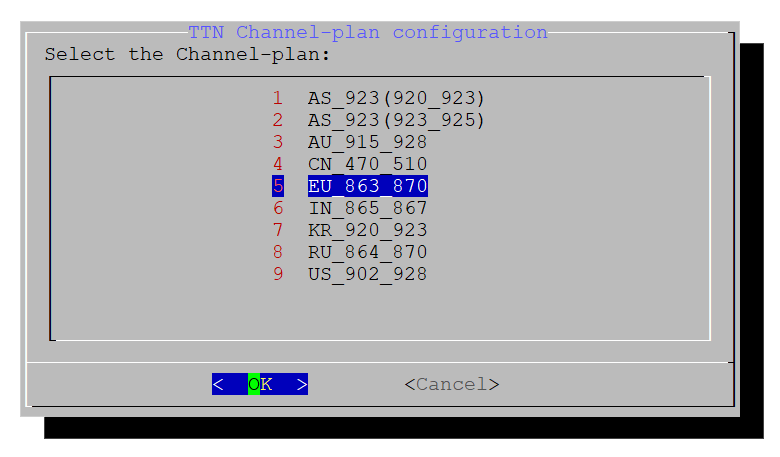 TTN Channel-plan configuration
Select the Channel-plan:
1 AS_923(920_923)
2 AS_923(923_925)
3 AU_915_928
4 CN_470_510
5 EU_863_870
6 IN_865_867
7 KR_920_923
8 RU_864_870
9 US_902_928
< OK > <Cancel>